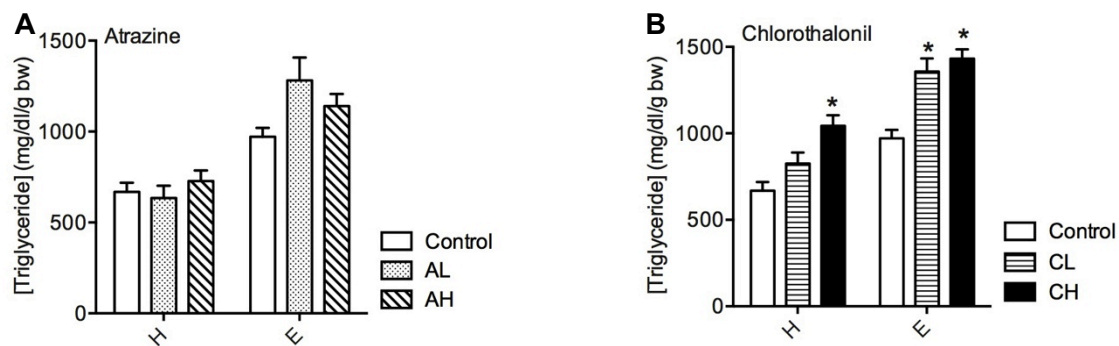 A
Atrazine
[Triglyceride] (mg/dl/g bw)
1500
1000
500
0
H
E
Control
AL
AH
B
Chlorothalonil
[Triglyceride] (mg/dl/g bw)
1500
1000
500
0
*
*
*
H
E
Control
CL
CH